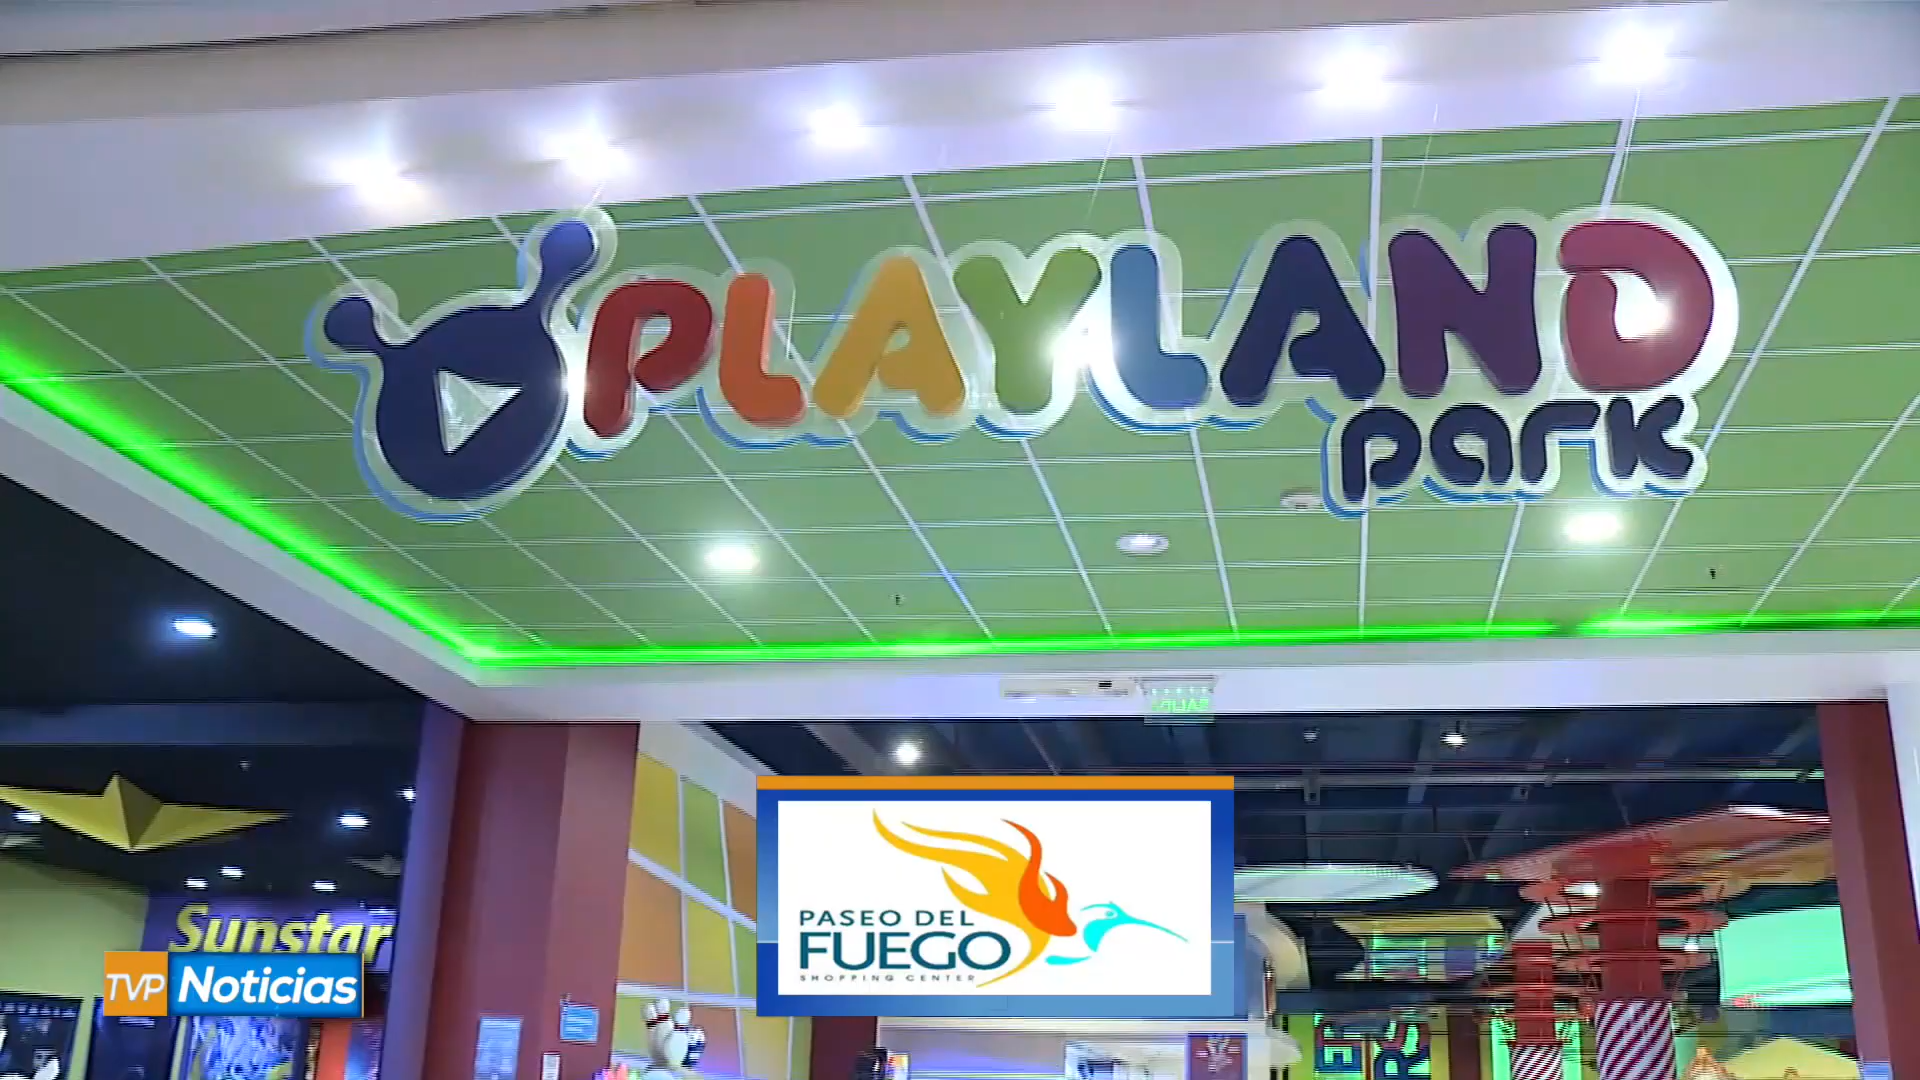 PLAYLAND
park
Sunstar
PASEO DEL
FUEGO
SHOPPING CENTER
TVP Noticias